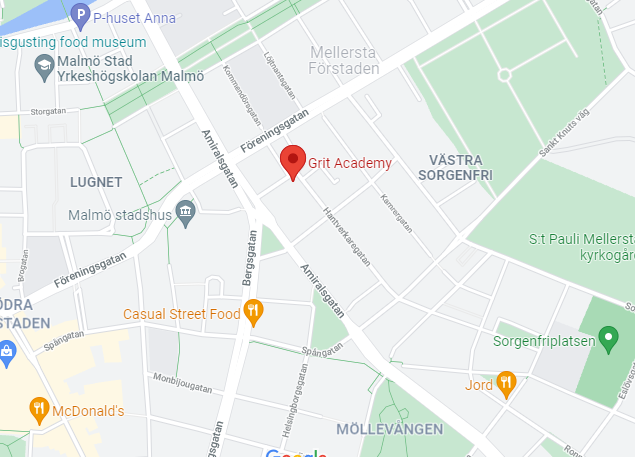 P
P-huset Anna
isgusting food museum
Malmö Stad
Yrkeshögskolan Malmö
Mellersta
Förstaden
Storgatan
Kommendörsgatan
Löjtnantsgatan
Amiralsgatan
Föreningsgatan
Sankt Knuts väg
Grit Academy
VÄSTRA
SORGENFRI
LUGNET
Malmö stadshus
Kamrergatan
Hantverkaregatan
S:t Pauli Mellersta
kyrkogår
Bergsgatan
Brogatan
Föreningsgatan
Amiralsgatan
ÖDRA
STADEN
Casual Street Food
Spångatan
Spångatan
Sorgenfriplatsen
Monbijougatan
Helsingborgsgatan
Jord
Eslövsga
McDonald's
MÖLLEVÅNGEN
sgatan
Google